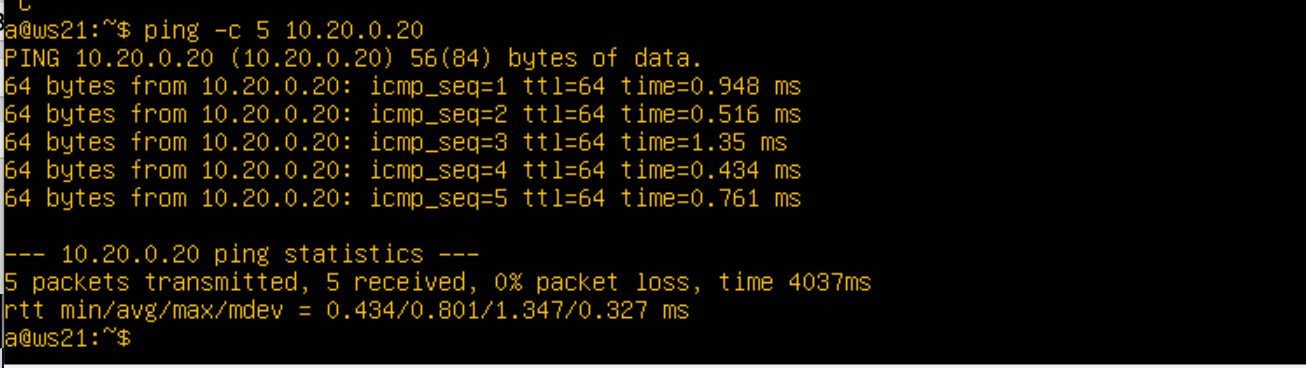 a@ws21:~$ ping -c 5 10.20.0.20
PING 10.20.0.20 (10.20.0.20) 56(84) bytes of data.
64 bytes from 10.20.0.20: icmp_seq=1 ttl=64 time=0.948 ms
64 bytes from 10.20.0.20: icmp_seq=2 ttl=64 time=0.516 ms
64 bytes from 10.20.0.20: icmp_seq=3 ttl=64 time=1.35 ms
64 bytes from 10.20.0.20: icmp_seq=4 ttl=64 time=0.434 ms
64 bytes from 10.20.0.20: icmp_seq=5 ttl=64 time=0.761 ms

--- 10.20.0.20 ping statistics ---
5 packets transmitted, 5 received, 0% packet loss, time 4037ms
rtt min/avg/max/mdev = 0.434/0.801/1.347/0.327 ms
a@ws21:~$